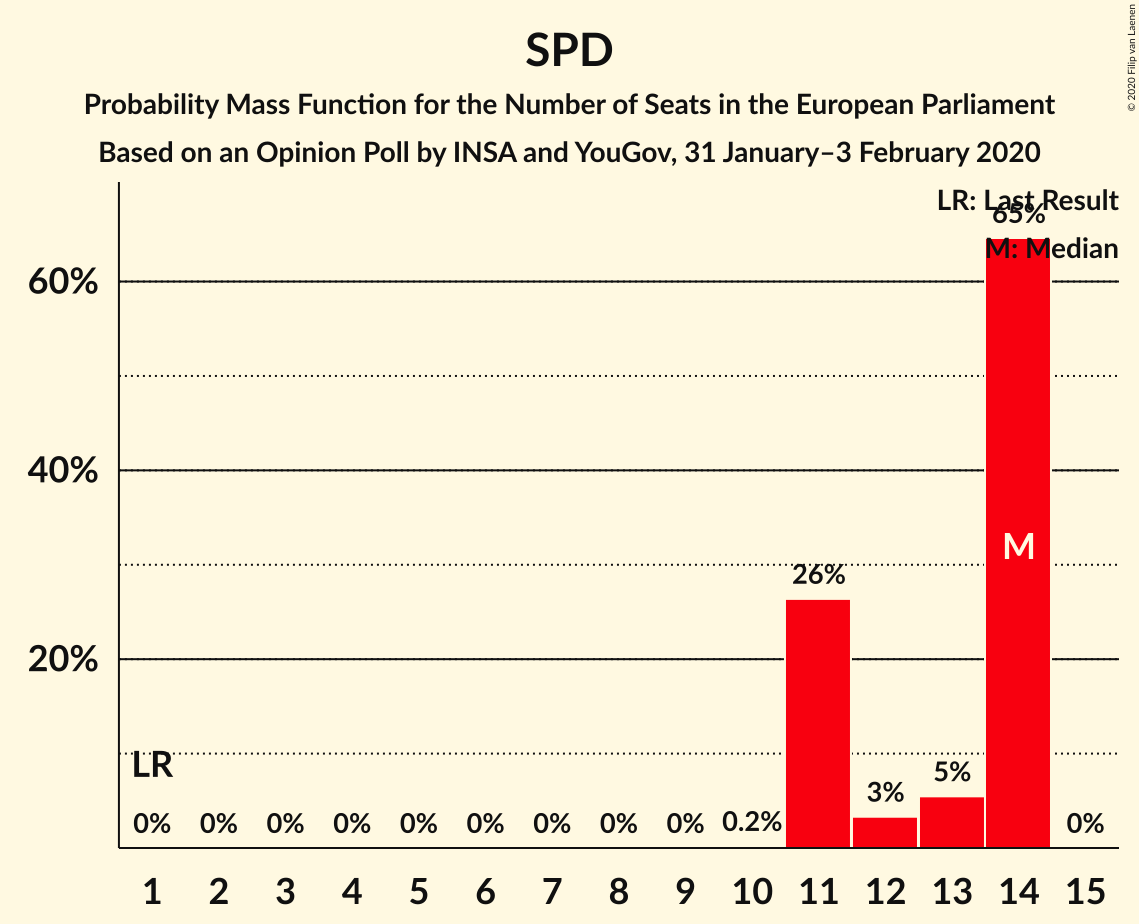 SPD
Probability Mass Function for the Number of Seats in the European Parliament
Based on an Opinion Poll by INSA and YouGov, 31 January–3 February 2020
© 2020 Filip van Laenen
LR: Last Result
65%
M: Median
60%
40%
M
26%
20%
LR
5%
3%
0% 0% 0% 0% 0% 0% 0% 0% 0% 0.2% 0%
1 2 3 4 5 6 7 8 9 10 11 12 13 14 15